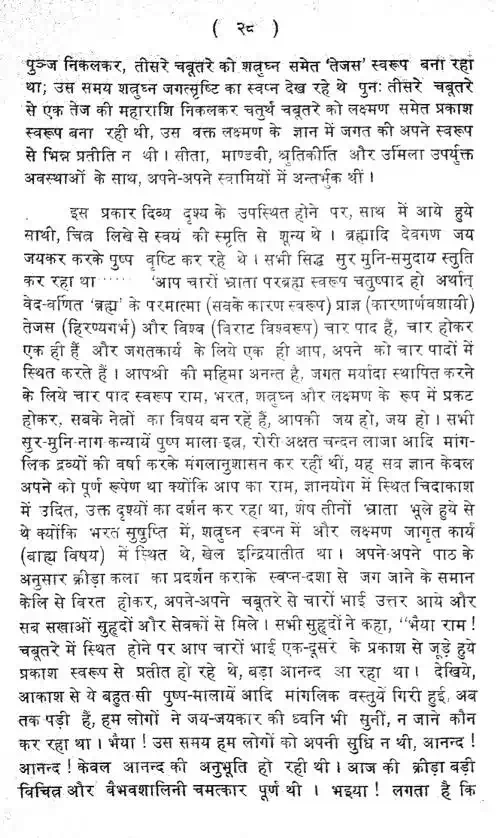 ( २८ )
पुञ्ज निकलकर, तीसरे चबूतरे को शत्रुघ्न समेत 'तेजस' स्वरूप बना रहा
था; उस समय शत्रुघ्न जगत्सृष्टि का स्वप्न देख रहे थे पुनः तीसरे चबूतरे
से एक तेज की महाराशि निकलकर चतुर्थ चबूतरे को लक्ष्मण समेत प्रकाश
स्वरूप बना रही थी, उस वक्त लक्ष्मण के ज्ञान में जगत की अपने स्वरूप
से भिन्न प्रतीति न थी। सीता, माण्डवी, श्रुतिकीर्ति और उर्मिला उपर्युक्त
अवस्थाओं के साथ, अपने-अपने स्वामियों में अन्तर्भुक थीं।
इस प्रकार दिव्य दृश्य के उपस्थित होने पर, साथ में आये हुये
साथी, चित्र लिखे से स्वयं की स्मृति से शून्य थे। ब्रह्मादि देवगण जय
जयकर करके पुष्प वृष्टि कर रहे थे। सभी सिद्ध सुर मुनि-समुदाय स्तुति
कर रहा था...... 'आप चारों भ्राता परब्रह्म स्वरूप चतुष्पाद हो अर्थात्
वेद-वर्णित 'ब्रह्म' के परमात्मा (सबके कारण स्वरूप) प्राज्ञ (कारणार्णवशायी)
तेजस (हिरण्यगर्भ) और विश्व (विराट विश्वरूप) चार पाद हैं, चार होकर
एक ही हैं और जगतकार्य के लिये एक ही आप, अपने को चार पादों में
स्थित करते हैं। आपश्री की महिमा अनन्त है, जगत मर्यादा स्थापित करने
के लिये चार पाद स्वरूप राम, भरत, शत्रुघ्न और लक्ष्मण के रूप में प्रकट
होकर, सबके नेत्रों का विषय बन रहें हैं, आपकी जय हो, जय हो। सभी
सुर-मुनि-नाग-कन्यायें पुष्प माला-इत्र, रोरी-अक्षत चन्दन लाजा आदि मांग-
लिक द्रव्यों की वर्षा करके मंगलानुशासन कर रहीं थीं, यह सब ज्ञान केवल
अपने को पूर्ण रूपेण था क्योंकि आप का राम, ज्ञानयोग में स्थित चिदाकाश
में उदित, उक्त दृश्यों का दर्शन कर रहा था, शेष तीनों भ्राता भूले हुये से
थे क्योंकि भरत सुषुप्ति में, शत्रुघ्न स्वप्न में और लक्ष्मण जागृत कार्य
(बाह्य विषय) में स्थित थे, खेल इन्द्रियातीत था। अपने-अपने पाठ के
अनुसार क्रीड़ा कला का प्रदर्शन कराके स्वप्न-दशा से जग जाने के समान
केलि से विरत होकर, अपने-अपने चबूतरे से चारों भाई उत्तर आये और
सब सखाओं सुहृदों और सेवकों से मिले। सभी सुहृदों ने कहा, "भैया राम!
चबूतरे में स्थित होने पर आप चारों भाई एक-दूसरे के प्रकाश से जूड़े हुये
प्रकाश स्वरूप से प्रतीत हो रहे थे, बड़ा आनन्द आ रहा था। देखिये,
आकाश से ये बहुत-सी पुष्प-मालायें आदि मांगलिक वस्तुयें गिरी हुई, अब
तक पड़ी हैं, हम लोगों ने जय-जयकार की ध्वनि भी सुनीं, न जाने कौन
कर रहा था। भैया! उस समय हम लोगों को अपनी सुधि न थी, आनन्द!
आनन्द! केवल आनन्द की अनुभूति हो रही थी। आज की क्रीड़ा बड़ी
विचित्र और वैभवशालिनी चमत्कार पूर्ण थी। भइया! लगता है कि